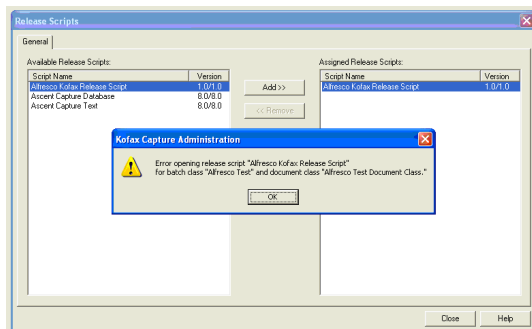 Release Scripts
General
Available Release Scripts:
Script Name Version
Alfresco Kofax Release Script 1.0/1.0
Ascent Capture Database 8.0/8.0
Ascent Capture Text 8.0/8.0
Add >>
<< Remove
Assigned Release Scripts:
Script Name Version
Alfresco Kofax Release Script 1.0/1.0
Kofax Capture Administration
Error opening release script "Alfresco Kofax Release Script"
for batch class "Alfresco Test" and document class "Alfresco Test Document Class."
OK
Close Help